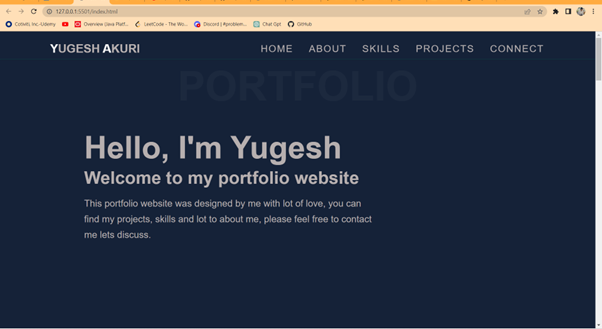 127.0.0.1:5501/index.html
Cotiviti, Inc.-Udemy Overview (Java Platf... LeetCode - The Wo... Discord | #problem... Chat Gpt GitHub
YUGESH AKURI HOME ABOUT SKILLS PROJECTS CONNECT
PORTFOLIO
Hello, I'm Yugesh
Welcome to my portfolio website
This portfolio website was designed by me with lot of love, you can
find my projects, skills and lot to about me, please feel free to contact
me lets discuss.